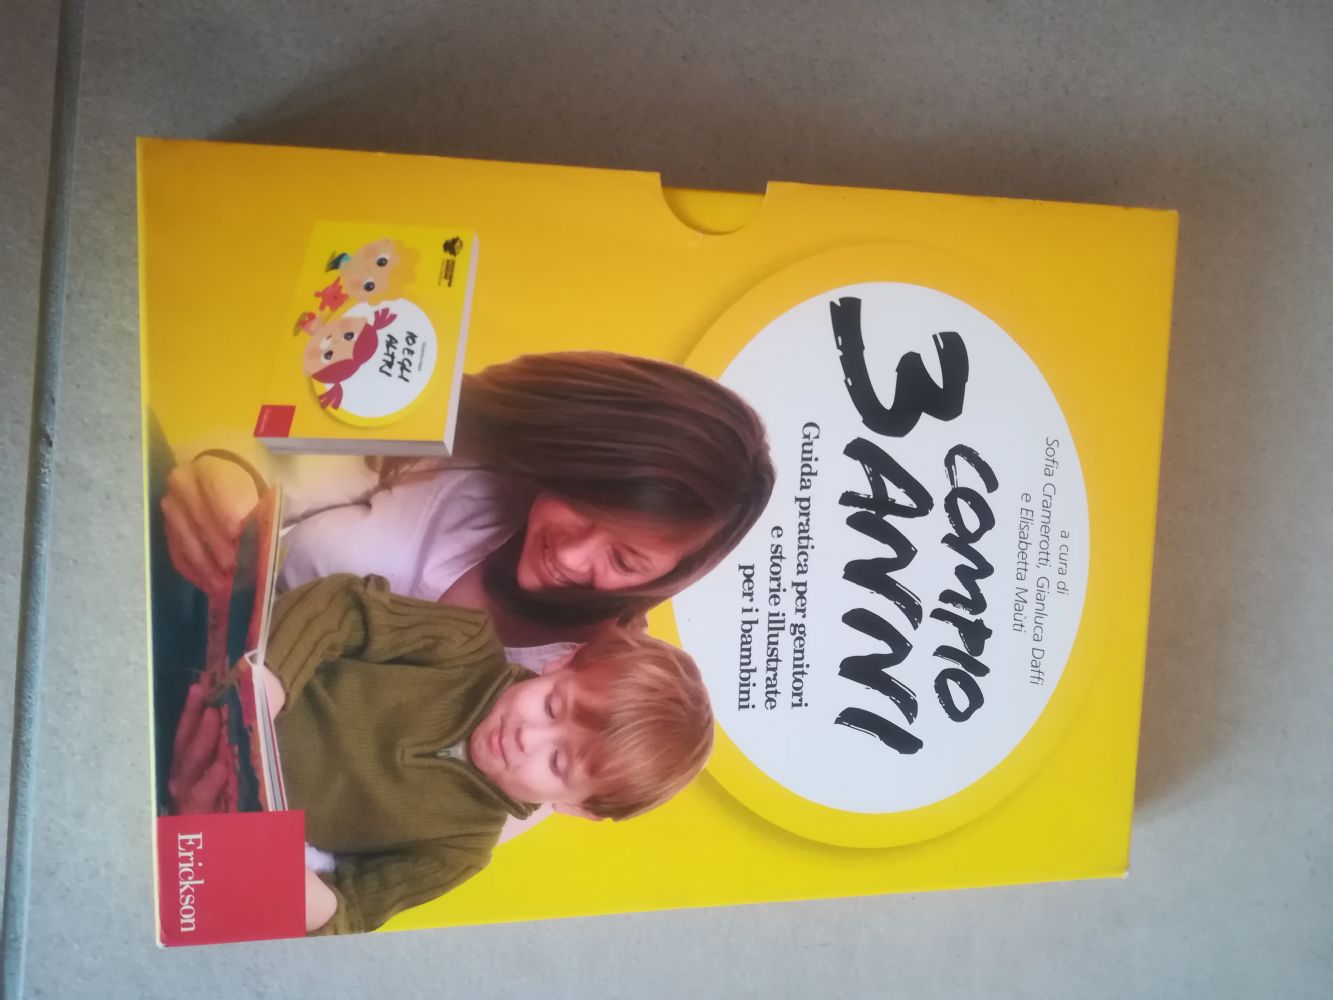 a cura di
Sofia Cramerotti, Gianluca Daffi
e Elisabetta Maùti
COMPIO
3 ANNI
Guida pratica per genitori
e storie illustrate
per i bambini
IO E GLI
ALTRI
Erickson